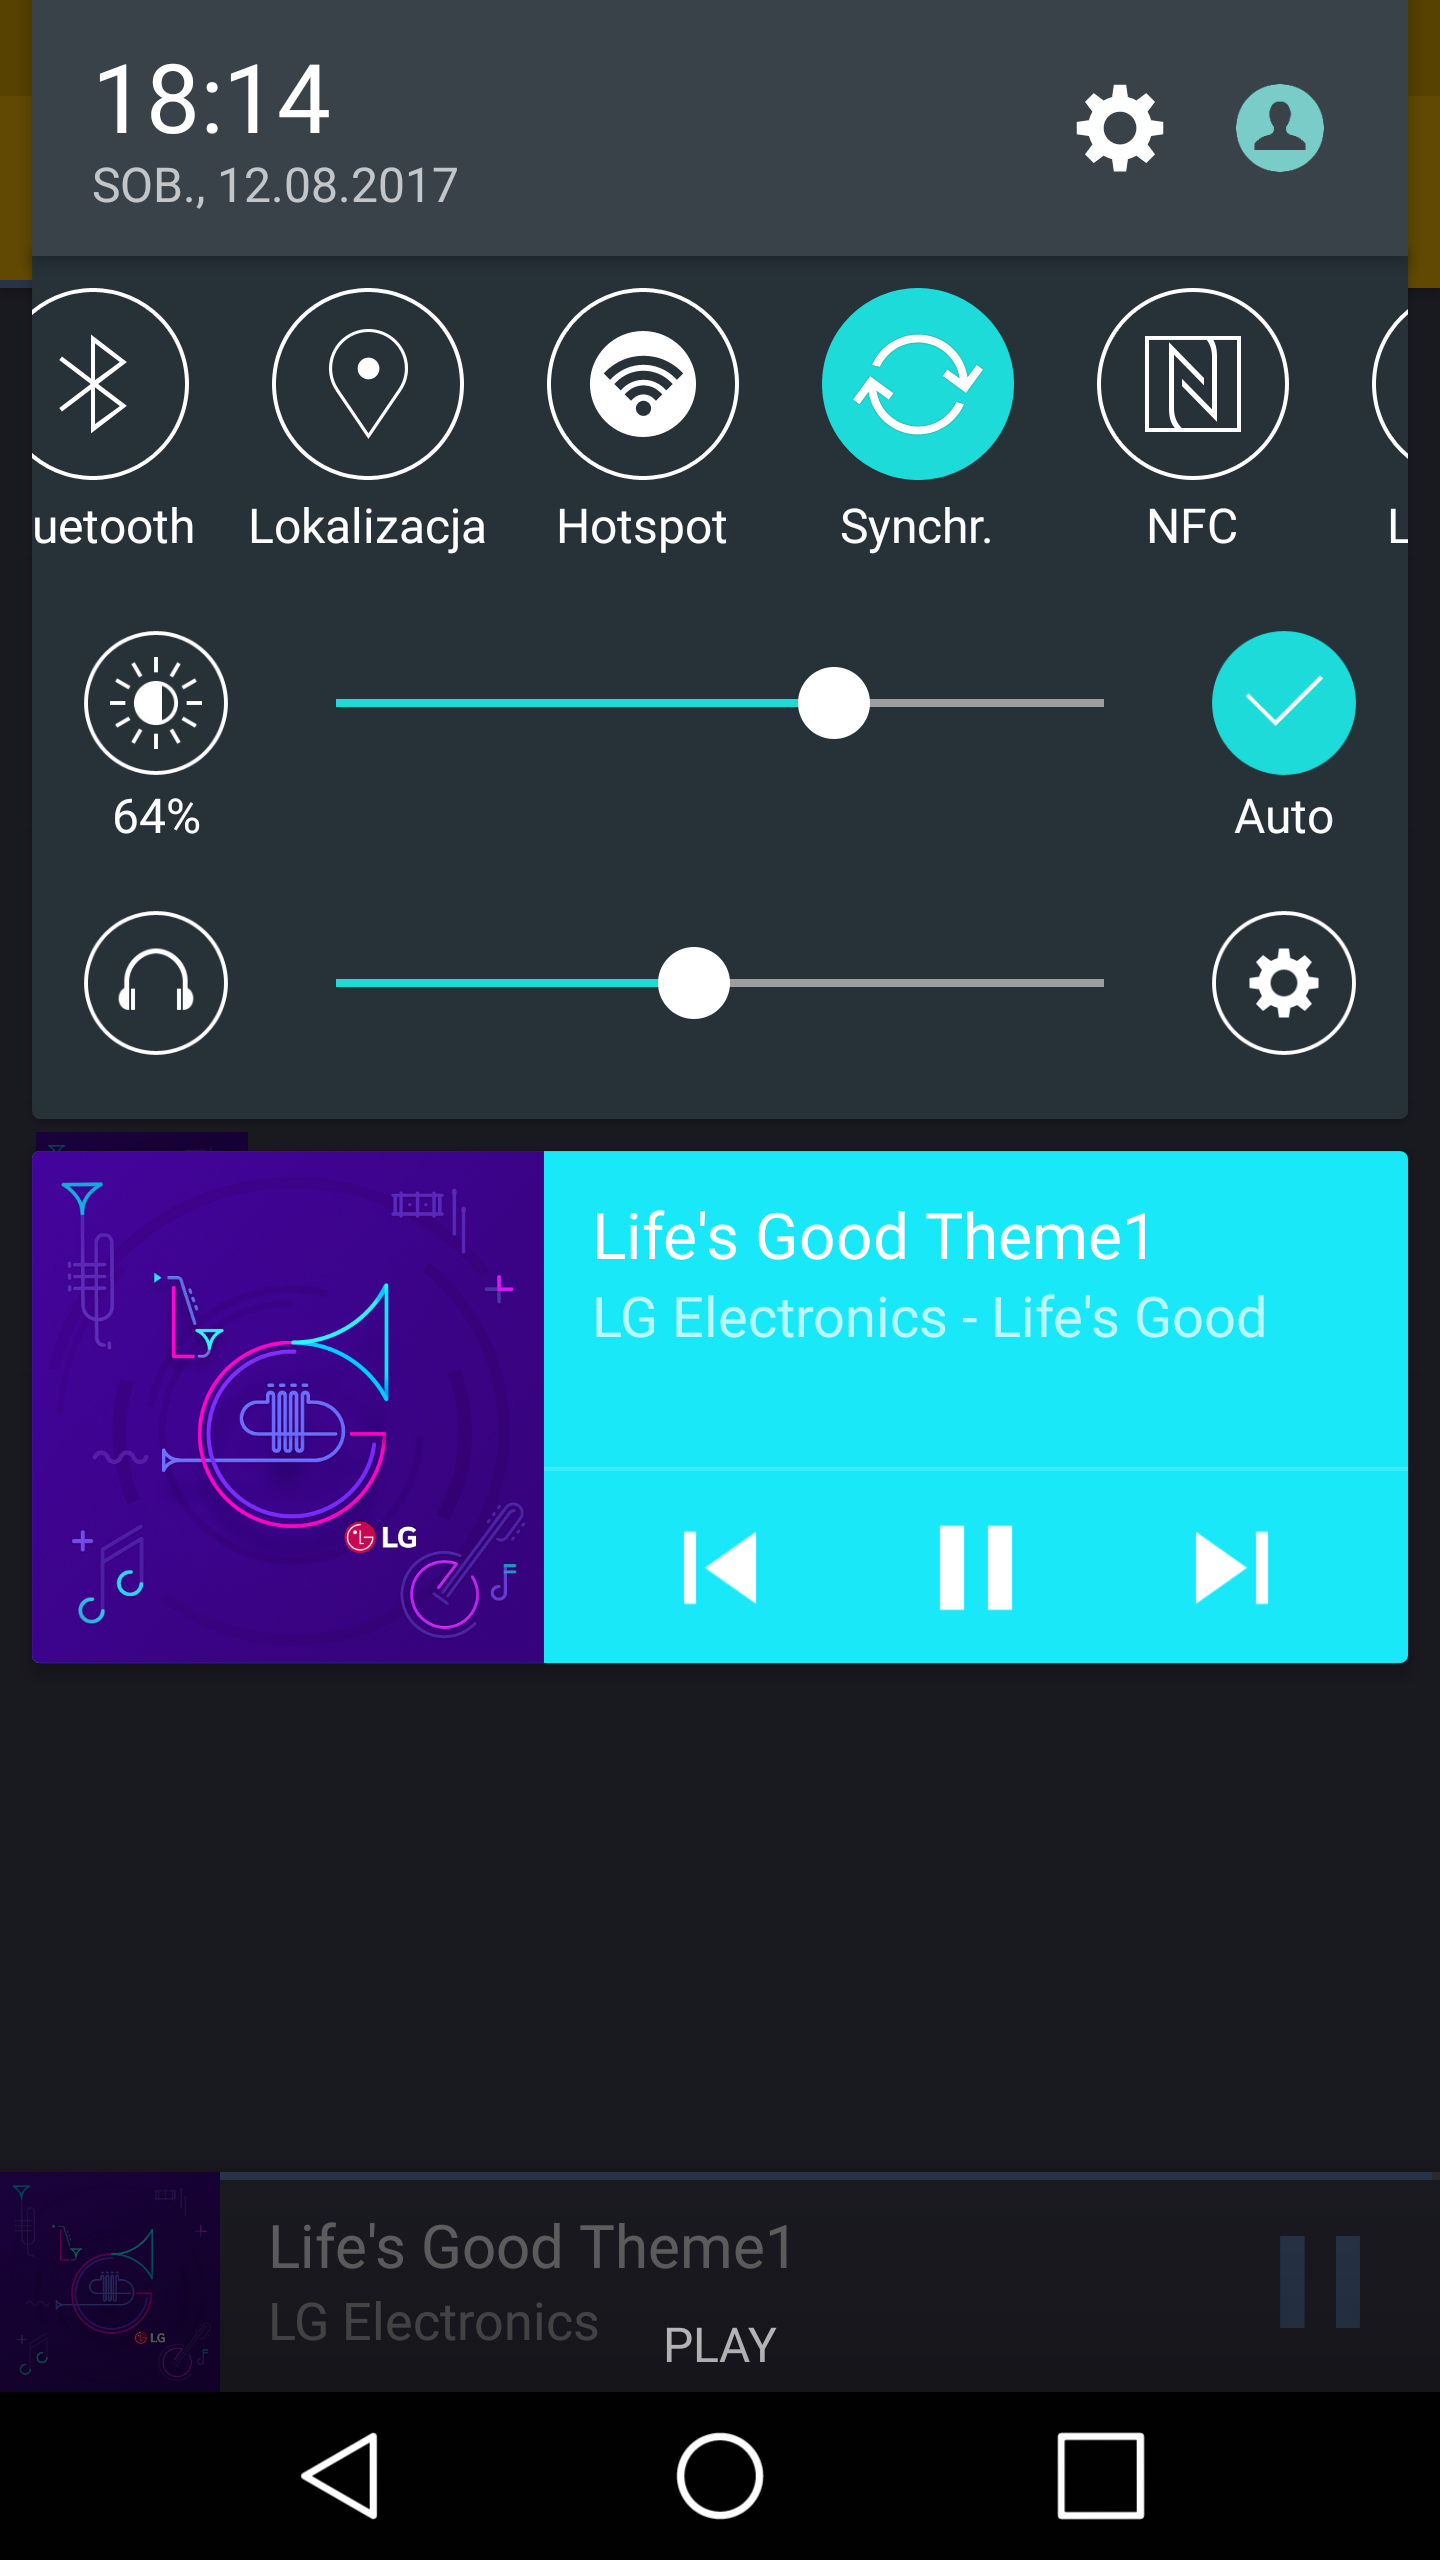 18:14
SOB., 12.08.2017
uetooth Lokalizacja Hotspot Synchr. NFC L
64% Auto
Life's Good Theme1
LG Electronics - Life's Good
LG
Life's Good Theme1
LG Electronics
LG
PLAY